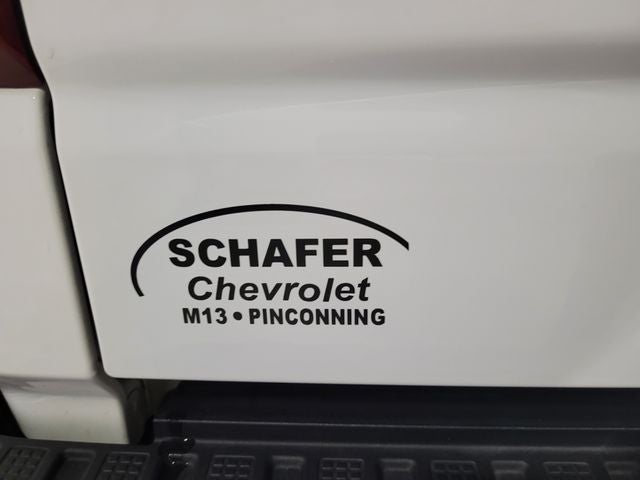 SCHAFER
Chevrolet
M13 • PINCONNING